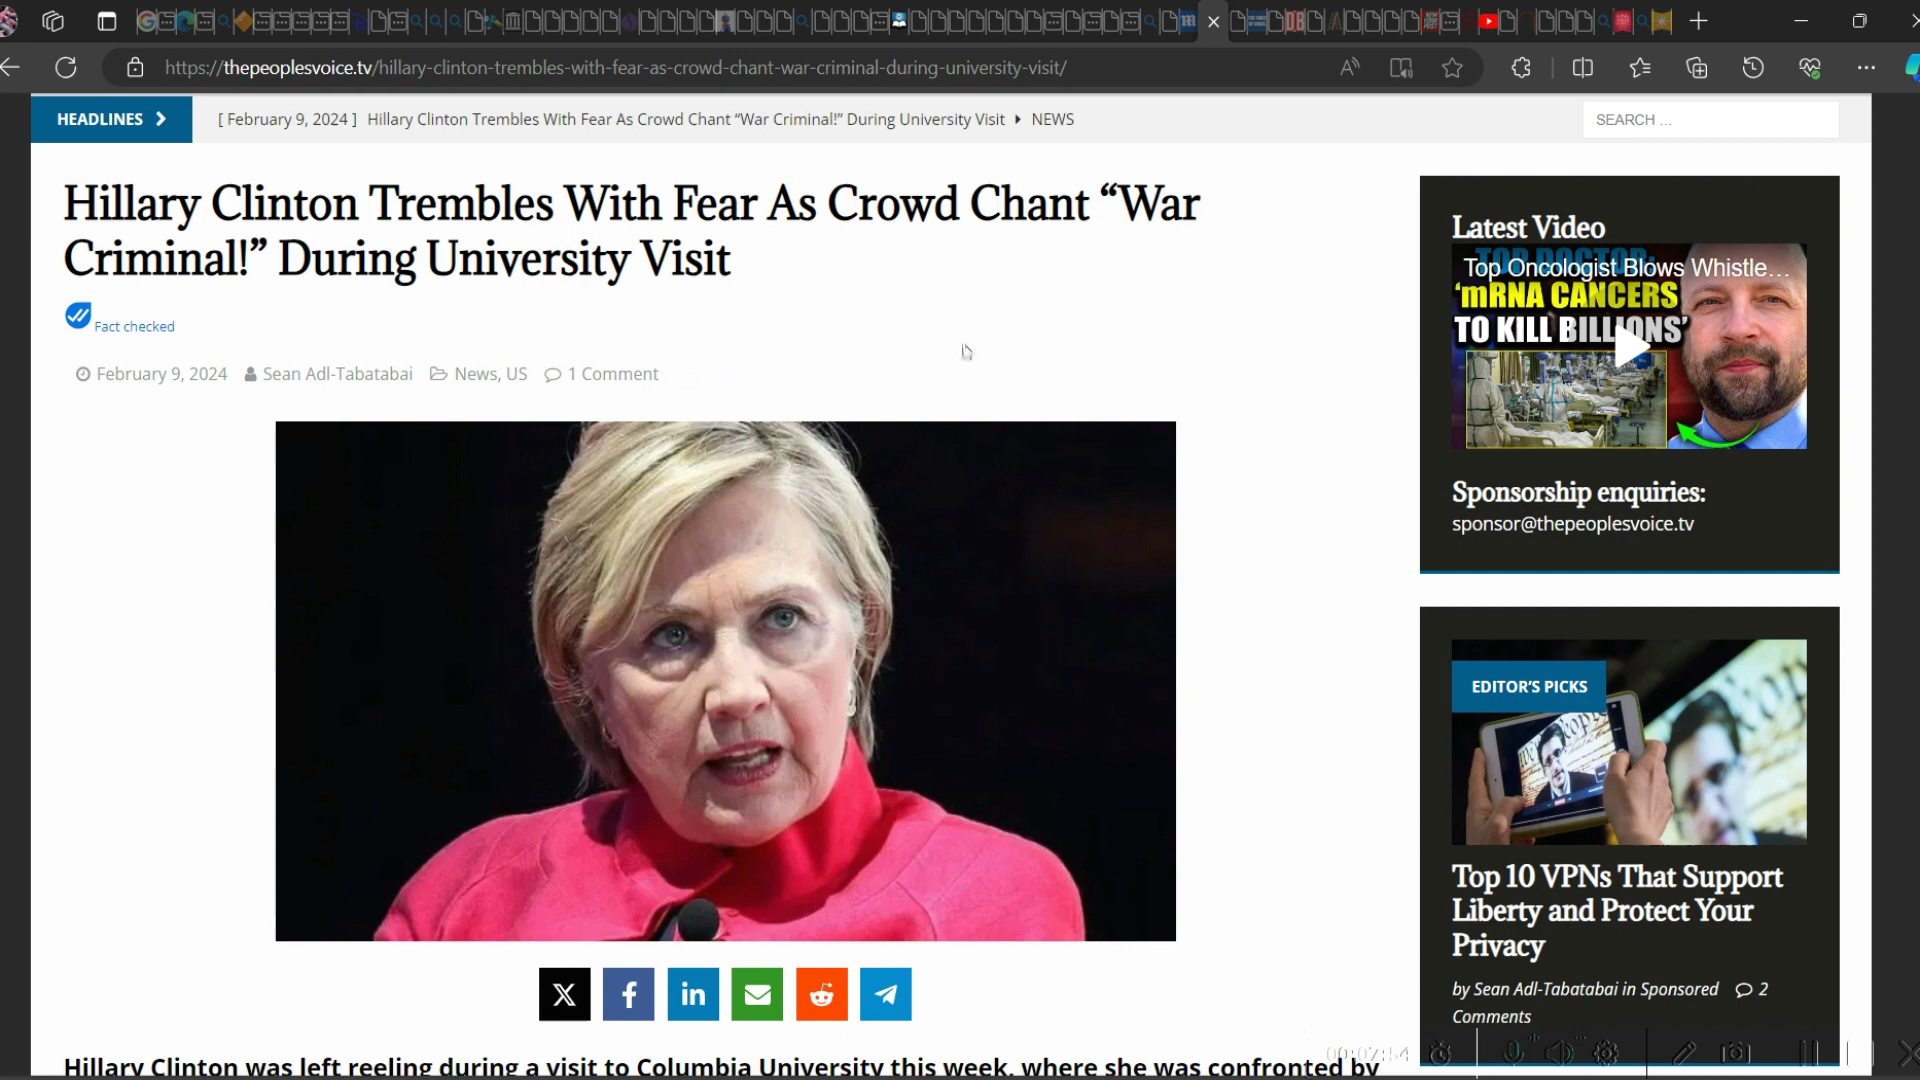 https://thepeoplesvoice.tv/hillary-clinton-trembles-with-fear-as-crowd-chant-war-criminal-during-university-visit/
HEADLINES
[ February 9, 2024 ] Hillary Clinton Trembles With Fear As Crowd Chant “War Criminal!” During University Visit NEWS
SEARCH ...
Hillary Clinton Trembles With Fear As Crowd Chant “War
Criminal!” During University Visit
Fact checked
February 9, 2024 Sean Adl-Tabatabai News, US 1 Comment
Hillary Clinton was left reeling during a visit to Columbia University this week, where she was confronted by
Latest Video
TOP DOCTOR:
Top Oncologist Blows Whistle...
‘mRNA CANCERS
TO KILL BILLIONS’
Sponsorship enquiries:
sponsor@thepeoplesvoice.tv
EDITOR’S PICKS
Top 10 VPNs That Support
Liberty and Protect Your
Privacy
by Sean Adl-Tabatabai in Sponsored 2
Comments
00:07:54